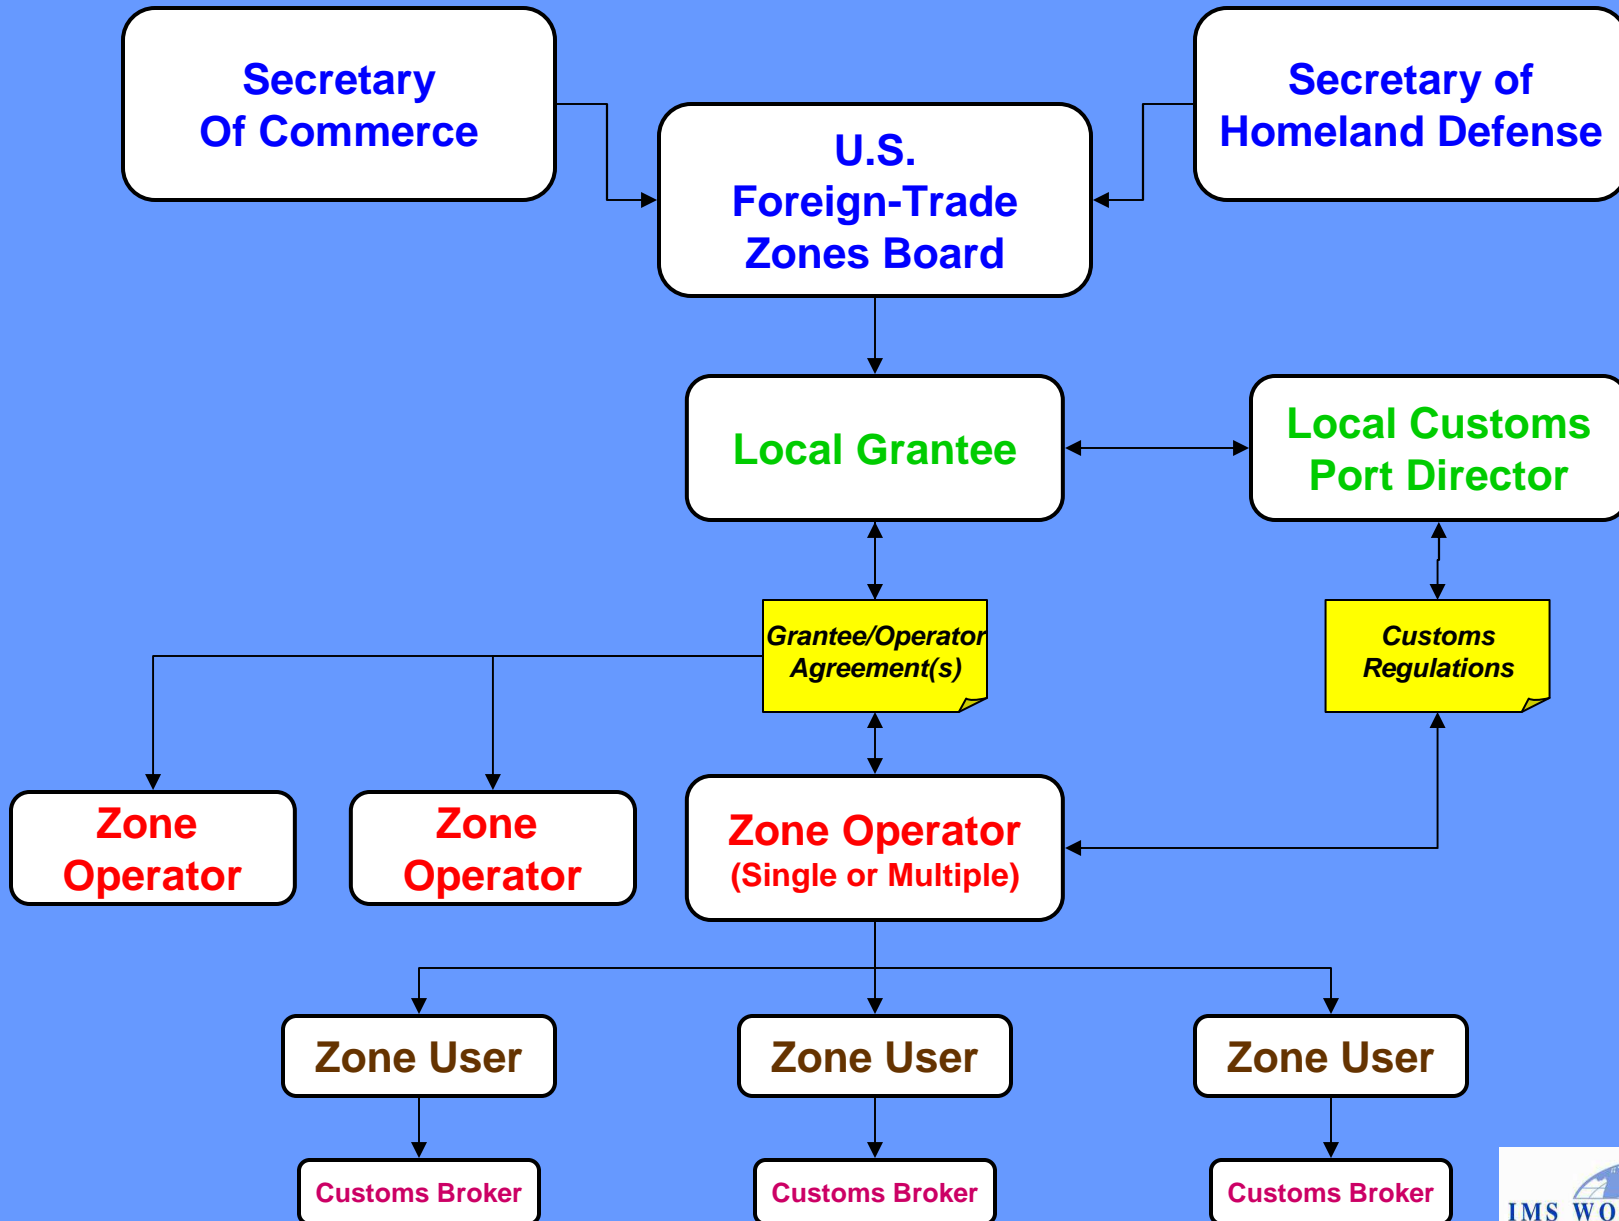 Secretary
Of Commerce
Secretary of
Homeland Defense
U.S.
Foreign-Trade
Zones Board
Local Grantee
Local Customs
Port Director
Grantee/Operator
Agreement(s)
Customs
Regulations
Zone
Operator
Zone
Operator
Zone Operator
(Single or Multiple)
Zone User
Zone User
Zone User
Customs Broker
Customs Broker
Customs Broker
IMS WO